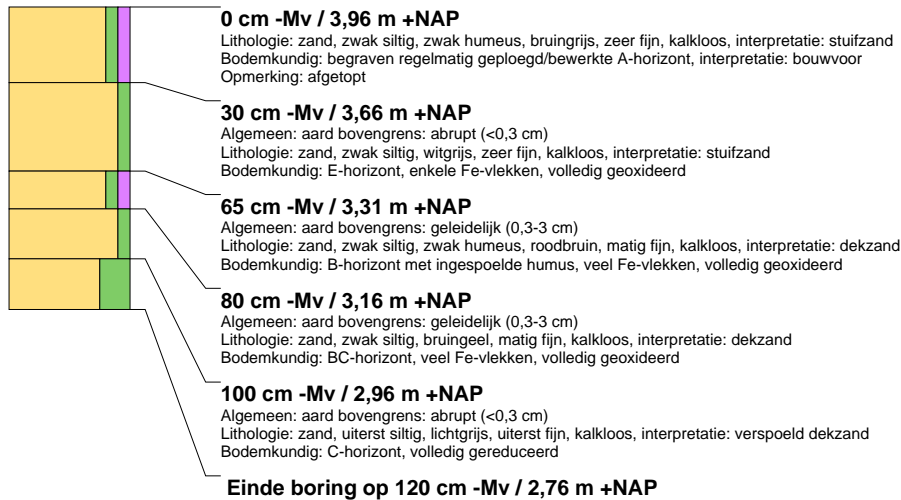 0 cm -Mv / 3,96 m +NAP
Lithologie: zand, zwak siltig, zwak humeus, bruingrijs, zeer fijn, kalkloos, interpretatie: stuifzand
Bodemkundig: begraven regelmatig geploegd/bewerkte A-horizont, interpretatie: bouwvoor
Opmerking: afgetopt
30 cm -Mv / 3,66 m +NAP
Algemeen: aard bovengrens: abrupt (<0,3 cm)
Lithologie: zand, zwak siltig, witgrijs, zeer fijn, kalkloos, interpretatie: stuifzand
Bodemkundig: E-horizont, enkele Fe-vlekken, volledig geoxideerd
65 cm -Mv / 3,31 m +NAP
Algemeen: aard bovengrens: geleidelijk (0,3-3 cm)
Lithologie: zand, zwak siltig, zwak humeus, roodbruin, matig fijn, kalkloos, interpretatie: dekzand
Bodemkundig: B-horizont met ingespoelde humus, veel Fe-vlekken, volledig geoxideerd
80 cm -Mv / 3,16 m +NAP
Algemeen: aard bovengrens: geleidelijk (0,3-3 cm)
Lithologie: zand, zwak siltig, bruingeel, matig fijn, kalkloos, interpretatie: dekzand
Bodemkundig: BC-horizont, veel Fe-vlekken, volledig geoxideerd
100 cm -Mv / 2,96 m +NAP
Algemeen: aard bovengrens: abrupt (<0,3 cm)
Lithologie: zand, uiterst siltig, lichtgrijs, uiterst fijn, kalkloos, interpretatie: verspoeld dekzand
Bodemkundig: C-horizont, volledig gereduceerd
Einde boring op 120 cm -Mv / 2,76 m +NAP